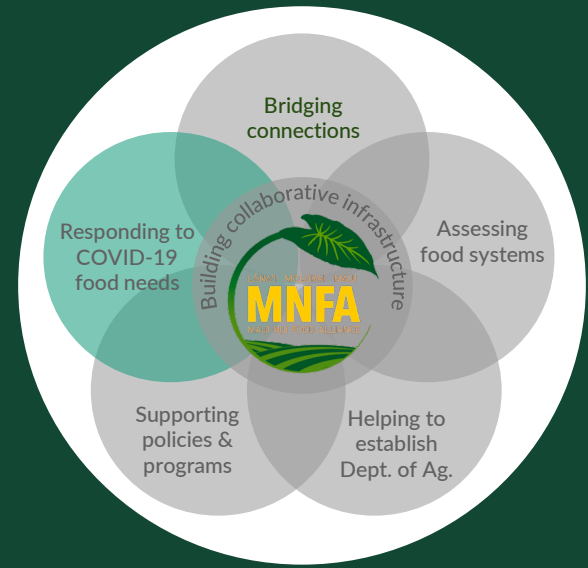 Bridging
connections
Building collaborative infrastructure
Responding to
COVID-19
food needs
Assessing
food systems
MNFA
Supporting
policies &
programs
Helping to
establish
Dept. of Ag.